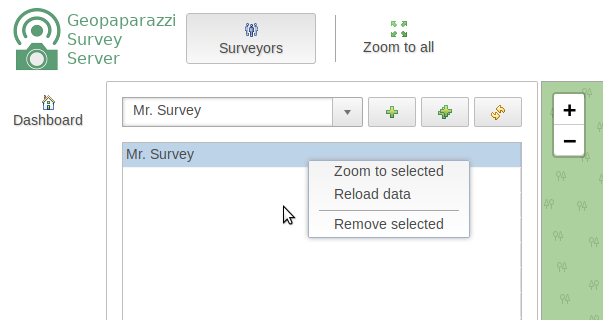 Geopaparazzi
Survey
Server
Surveyors
Zoom to all
Dashboard
Mr. Survey
+
−
Mr. Survey
Zoom to selected
Reload data
Remove selected